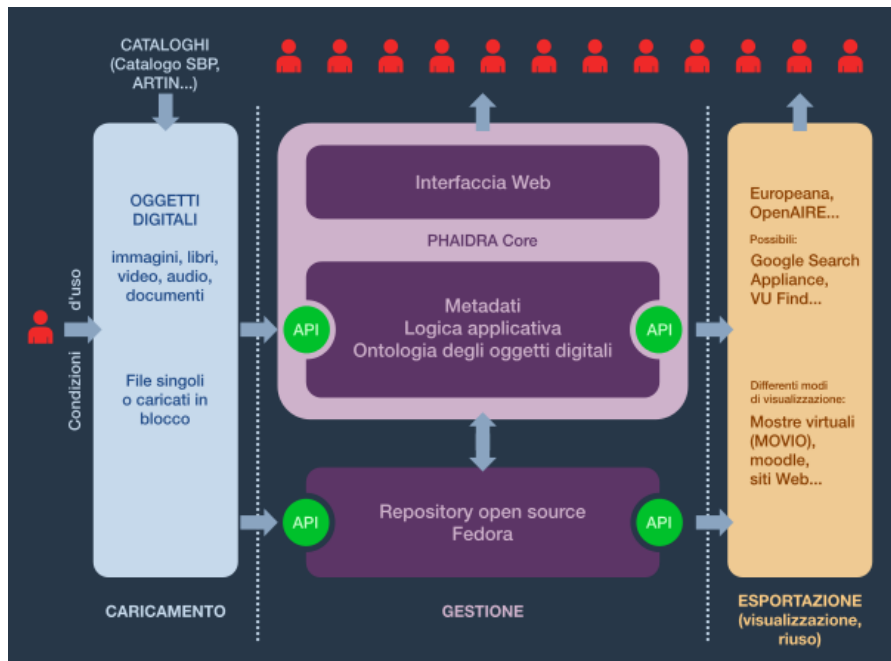 CATALOGHI
(Catalogo SBP,
ARTIN...)
Condizioni d'uso
OGGETTI
DIGITALI
immagini, libri,
video, audio,
documenti
File singoli
o caricati in
blocco
CARICAMENTO
Interfaccia Web
PHAIDRA Core
API
Metadati
Logica applicativa
Ontologia degli oggetti digitali
API
API
Repository open source
Fedora
API
GESTIONE
Europeana,
OpenAIRE...
Possibili:
Google Search
Appliance,
VU Find...
Differenti modi
di visualizzazione:
Mostre virtuali
(MOVIO),
moodle,
siti Web...
ESPORTAZIONE
(visualizzazione,
riuso)